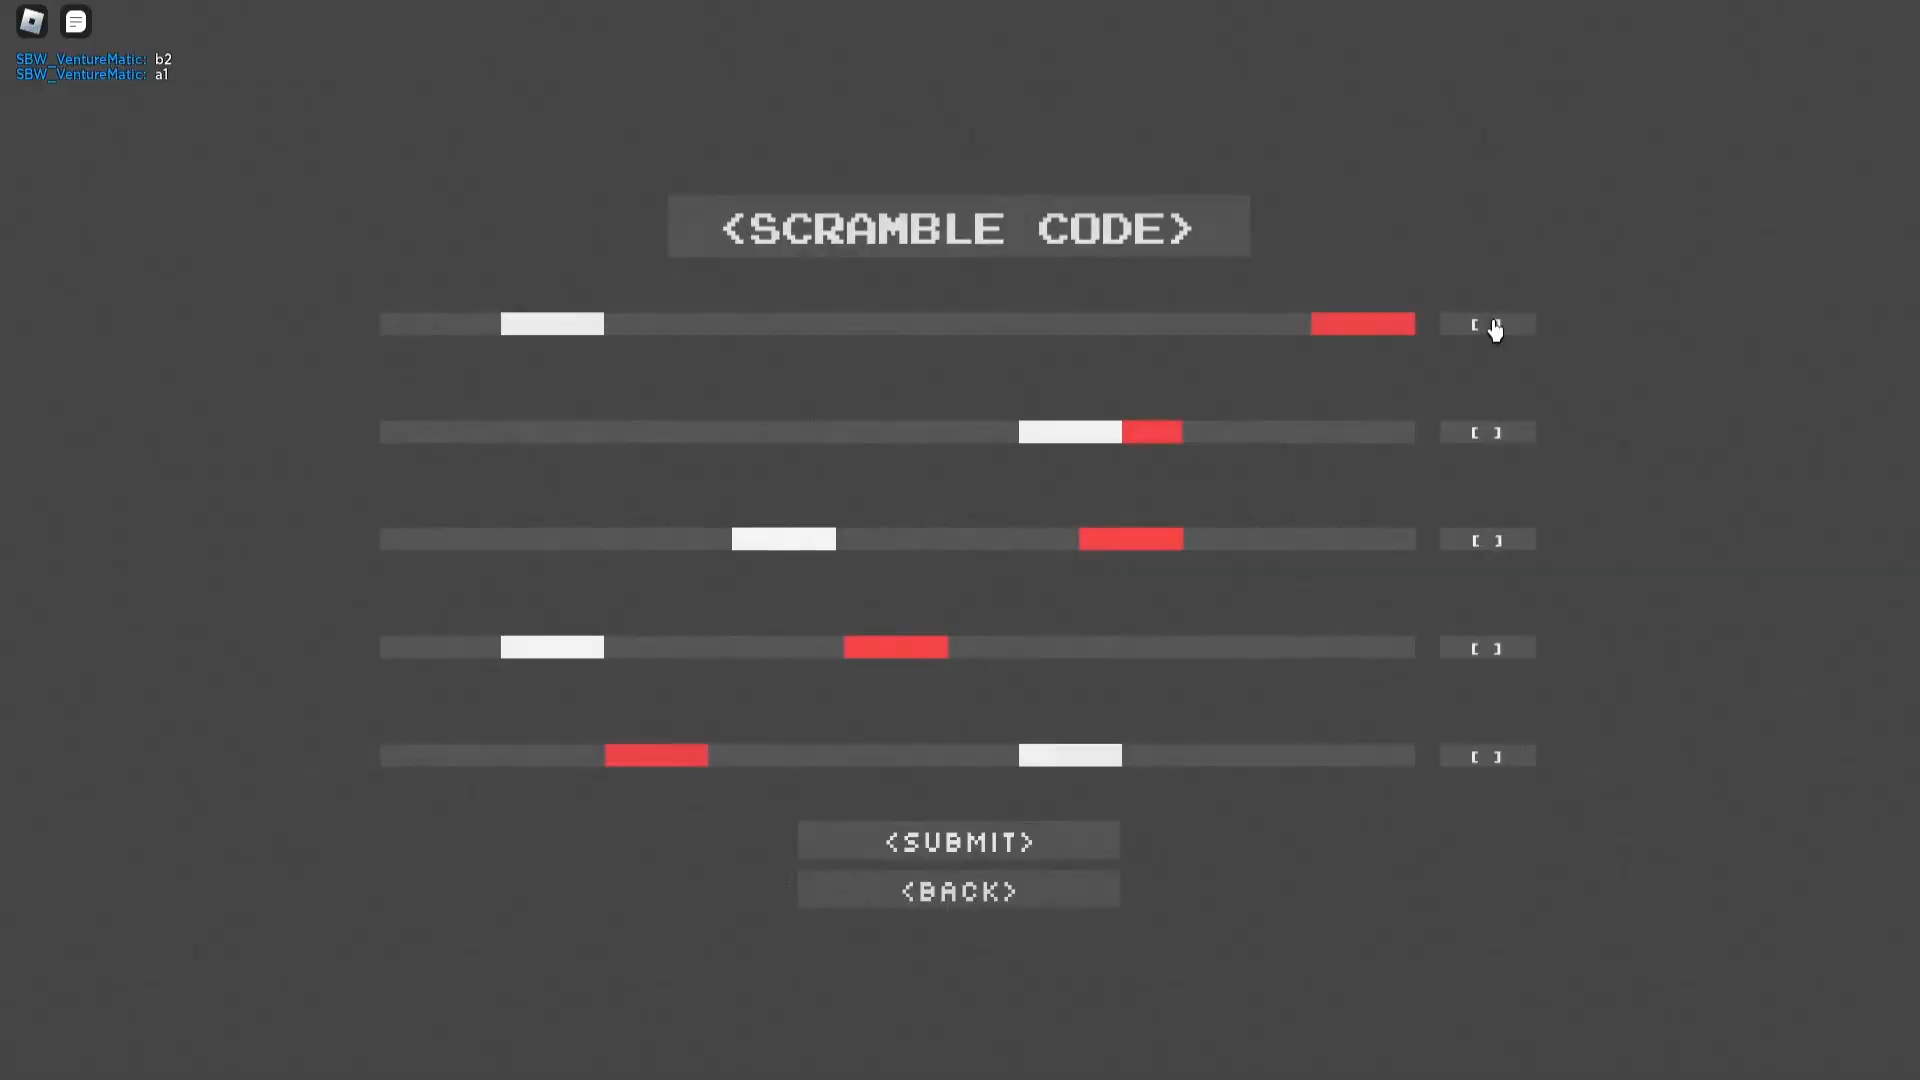 SBW_VentureMatic: b2
SBW_VentureMatic: a1
<SCRAMBLE CODE>
[ ]
[ ]
[ ]
[ ]
[ ]
<SUBMIT>
<BACK>